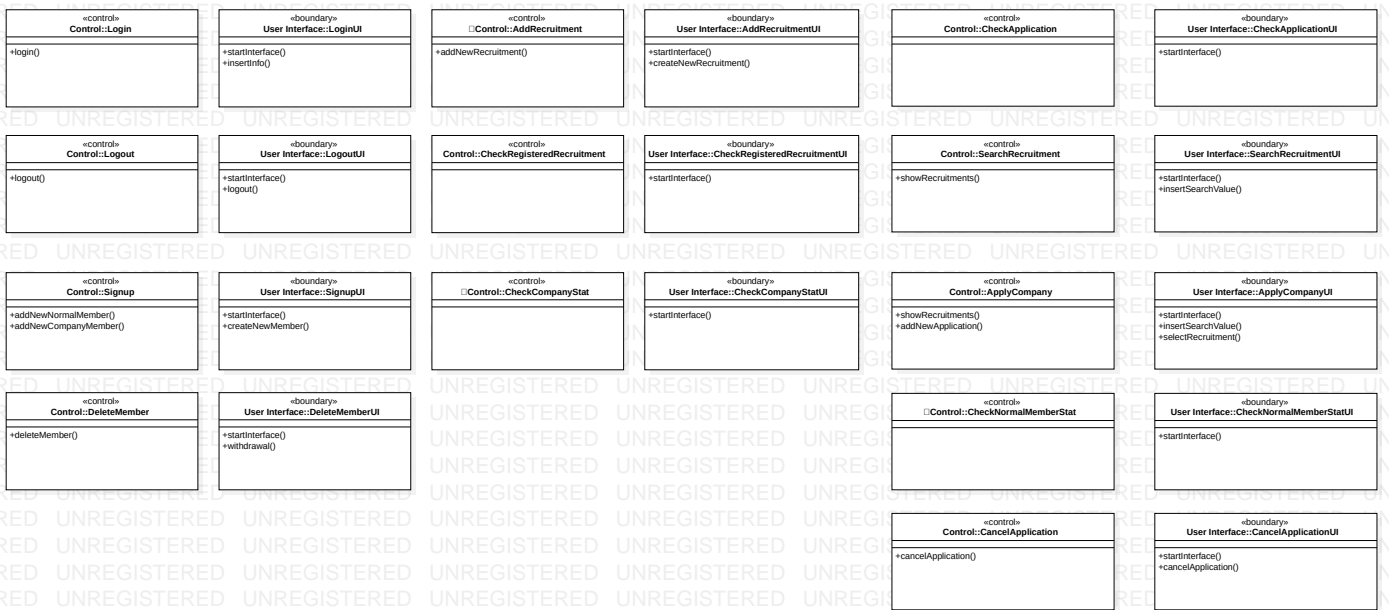 «control»
Control::Login
+login()
«boundary»
User Interface::LoginUI
+startInterface()
+insertInfo()
«control»
□Control::AddRecruitment
+addNewRecruitment()
«boundary»
User Interface::AddRecruitmentUI
+startInterface()
+createNewRecruitment()
«control»
Control::CheckApplication
«boundary»
User Interface::CheckApplicationUI
+startInterface()
«control»
Control::Logout
+logout()
«boundary»
User Interface::LogoutUI
+startInterface()
+logout()
«control»
Control::CheckRegisteredRecruitment
«boundary»
User Interface::CheckRegisteredRecruitmentUI
+startInterface()
«control»
Control::SearchRecruitment
+showRecruitments()
«boundary»
User Interface::SearchRecruitmentUI
+startInterface()
+insertSearchValue()
«control»
Control::Signup
+addNewNormalMember()
+addNewCompanyMember()
«boundary»
User Interface::SignupUI
+startInterface()
+createNewMember()
«control»
□Control::CheckCompanyStat
«boundary»
User Interface::CheckCompanyStatUI
+startInterface()
«control»
Control::ApplyCompany
+showRecruitments()
+addNewApplication()
«boundary»
User Interface::ApplyCompanyUI
+startInterface()
+insertSearchValue()
+selectRecruitment()
«control»
Control::DeleteMember
+deleteMember()
«boundary»
User Interface::DeleteMemberUI
+startInterface()
+withdrawal()
«control»
□Control::CheckNormalMemberStat
«boundary»
User Interface::CheckNormalMemberStatUI
+startInterface()
«control»
Control::CancelApplication
+cancelApplication()
«boundary»
User Interface::CancelApplicationUI
+startInterface()
+cancelApplication()
UNREGISTERED